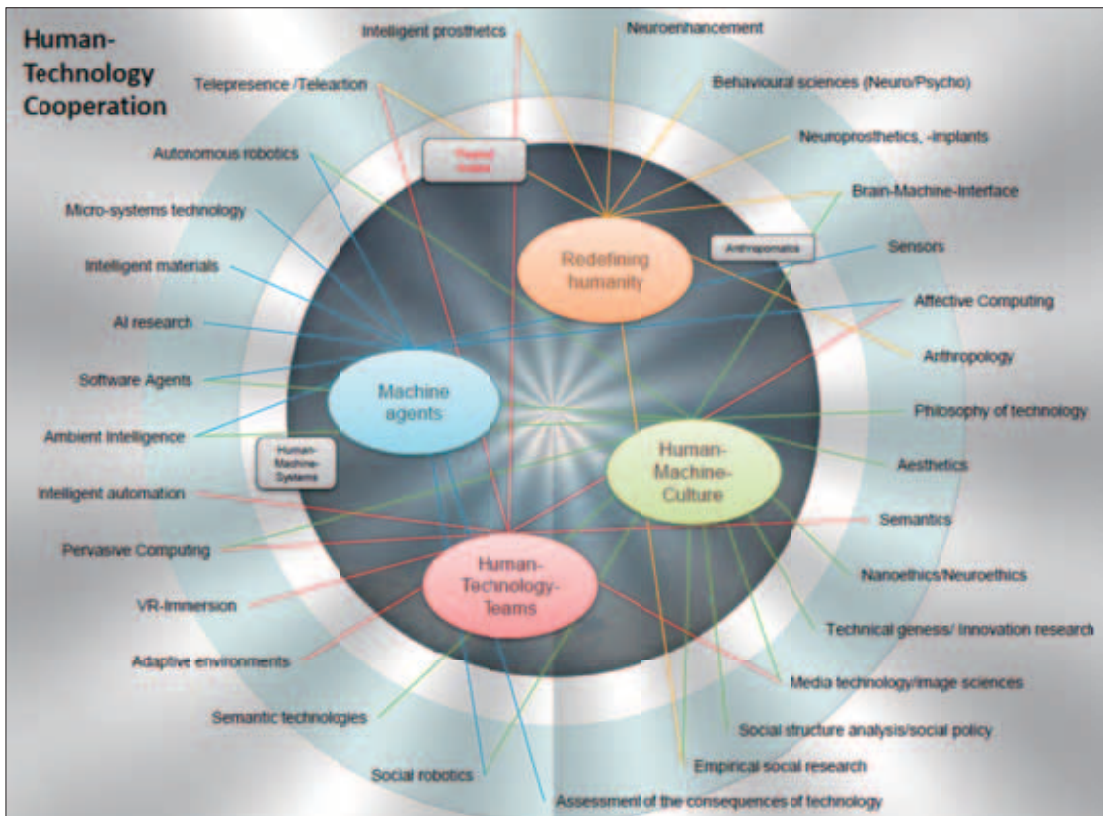 Human-
Technology
Cooperation
Intelligent prosthetcs
Neuroenhancement
Telepresence /Teleartion
Behavioural sciences (Neuro/Psycho)
Neuroprosthetics, -implants
Autonomous robotics
Brain-Machine-Interface
Micro-systems technology
Anthropomatics
Sensors
Intelligent materials
Redefining
humanity
Affective Computing
AI research
Arthropology
Software Agents
Machine
agents
Philosophy of technology
Ambient Intelligence
Human-
Machine-
Systems
Human-
Machine-
Culture
Aesthetics
Intelligent automation
Semantics
Pervasive Computing
Human-
Technology-
Teams
Nanoethics/Neuroethics
VR-Immersion
Technical genesis/ Innovation research
Adaptive environments
Media technology/image sciences
Semantic technologies
Social structure analysis/social policy
Social robotics
Empirical social research
Assessment of the consequences of technology